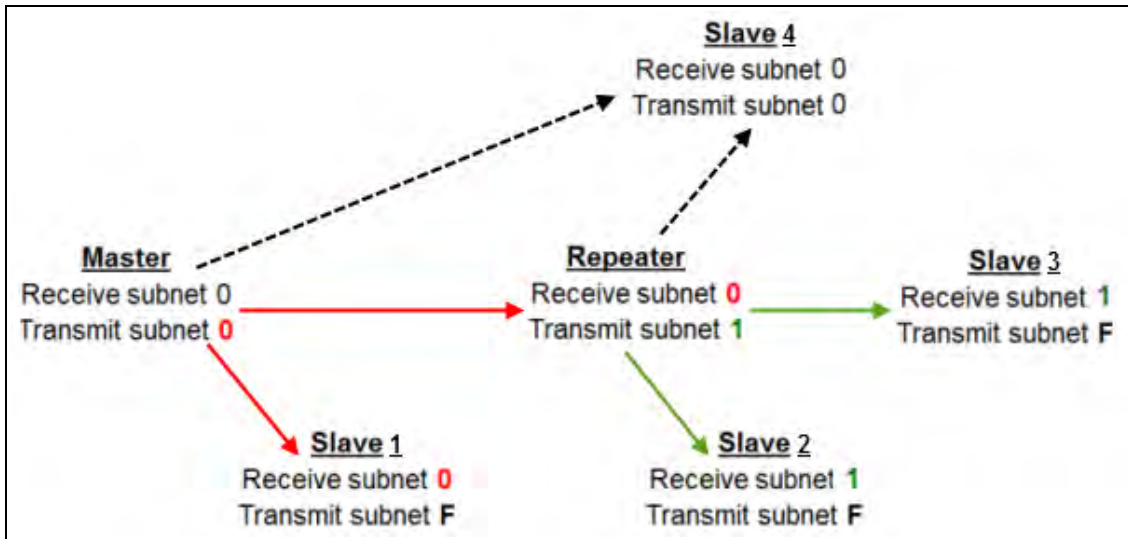 Slave 4
Receive subnet 0
Transmit subnet 0
Master
Receive subnet 0
Transmit subnet 0
Repeater
Receive subnet 0
Transmit subnet 1
Slave 3
Receive subnet 1
Transmit subnet F
Slave 1
Receive subnet 0
Transmit subnet F
Slave 2
Receive subnet 1
Transmit subnet F